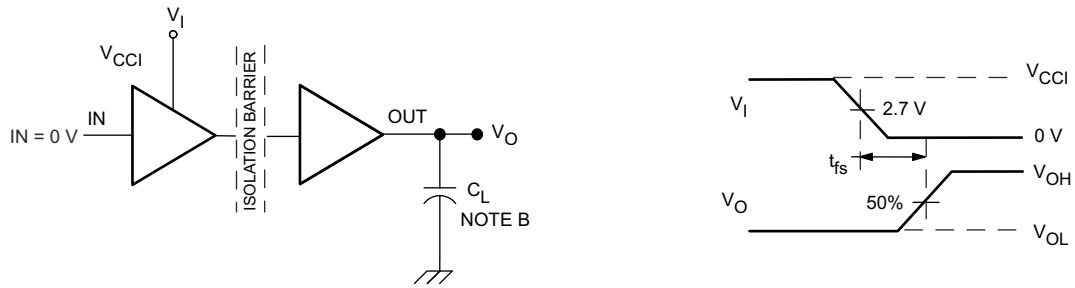 V_I
V_CCI
ISOLATION BARRIER
IN = 0 V
IN
OUT
V_O
C_L
NOTE B
V_I
V_CCI
2.7 V
0 V
t_fs
V_O
50%
V_OH
V_OL